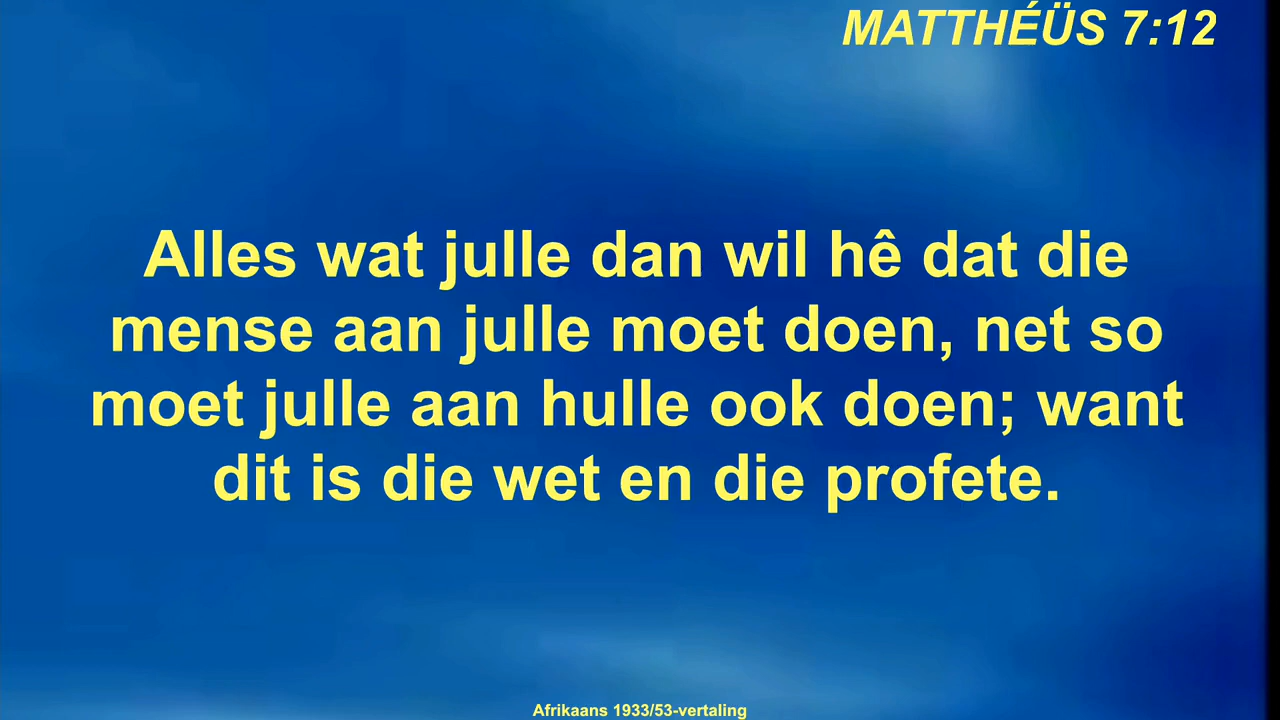 MATTHÉÜS 7:12
Alles wat julle dan wil hê dat die
mense aan julle moet doen, net so
moet julle aan hulle ook doen; want
dit is die wet en die profete.
Afrikaans 1933/53-vertaling